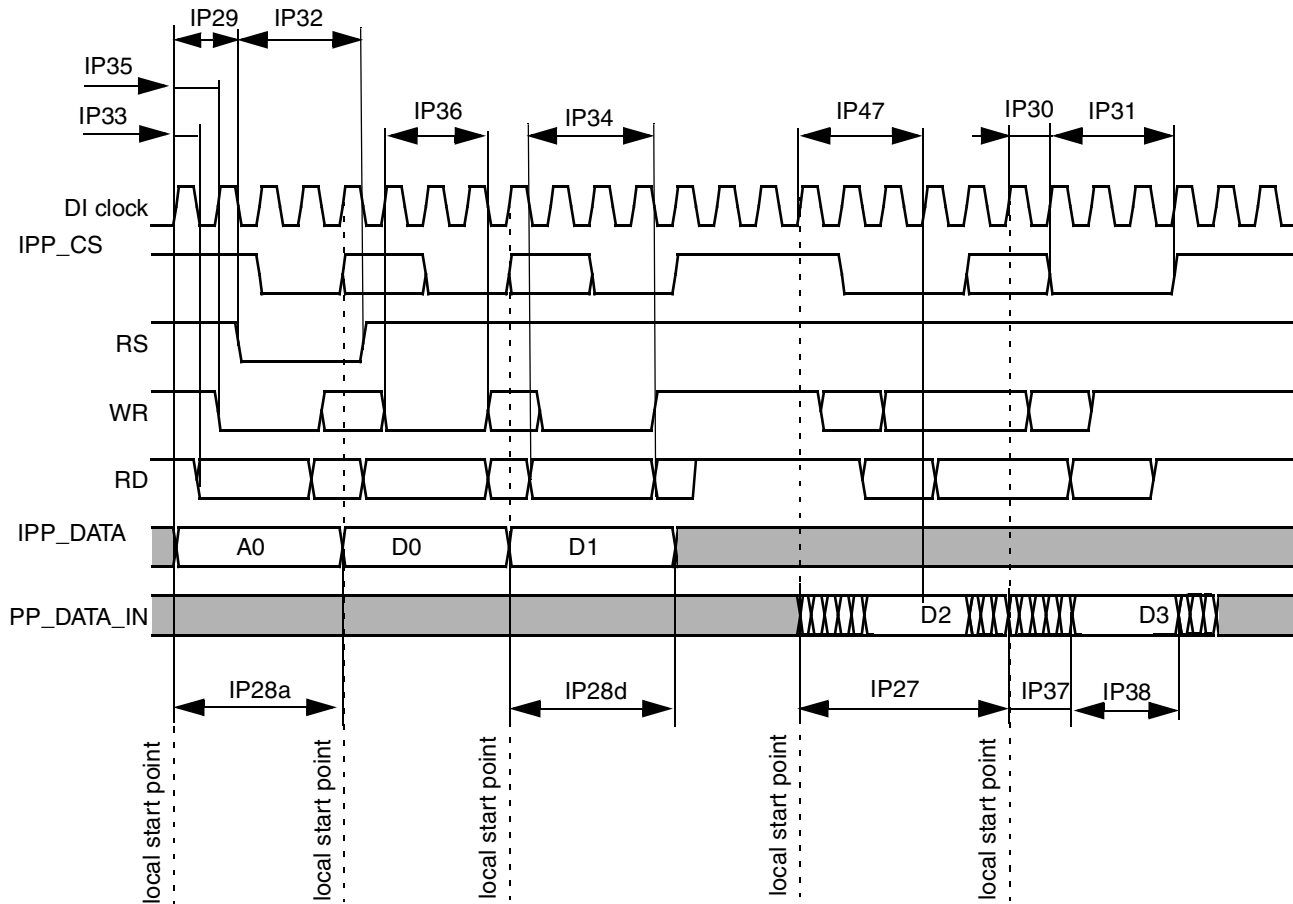 IP29
IP32
IP35
IP33
IP36
IP34
IP47
IP30
IP31
DI clock
IPP_CS
RS
WR
RD
IPP_DATA
A0
D0
D1
PP_DATA_IN
D2
D3
IP28a
IP28d
IP27
IP37
IP38
local start point
local start point
local start point
local start point
local start point